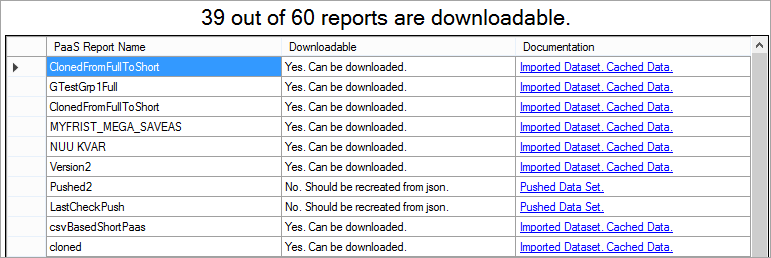 39 out of 60 reports are downloadable.
PaaS Report Name Downloadable Documentation
ClonedFromFullToShort Yes. Can be downloaded. Imported Dataset. Cached Data.
GTestGrp1Full Yes. Can be downloaded. Imported Dataset. Cached Data.
ClonedFromFullToShort Yes. Can be downloaded. Imported Dataset. Cached Data.
MYFRIST_MEGA_SAVEAS Yes. Can be downloaded. Imported Dataset. Cached Data.
NUU KVAR Yes. Can be downloaded. Imported Dataset. Cached Data.
Version2 Yes. Can be downloaded. Imported Dataset. Cached Data.
Pushed2 No. Should be recreated from json. Pushed Data Set.
LastCheckPush No. Should be recreated from json. Pushed Data Set.
csvBasedShortPaas Yes. Can be downloaded. Imported Dataset. Cached Data.
cloned Yes. Can be downloaded. Imported Dataset. Cached Data.